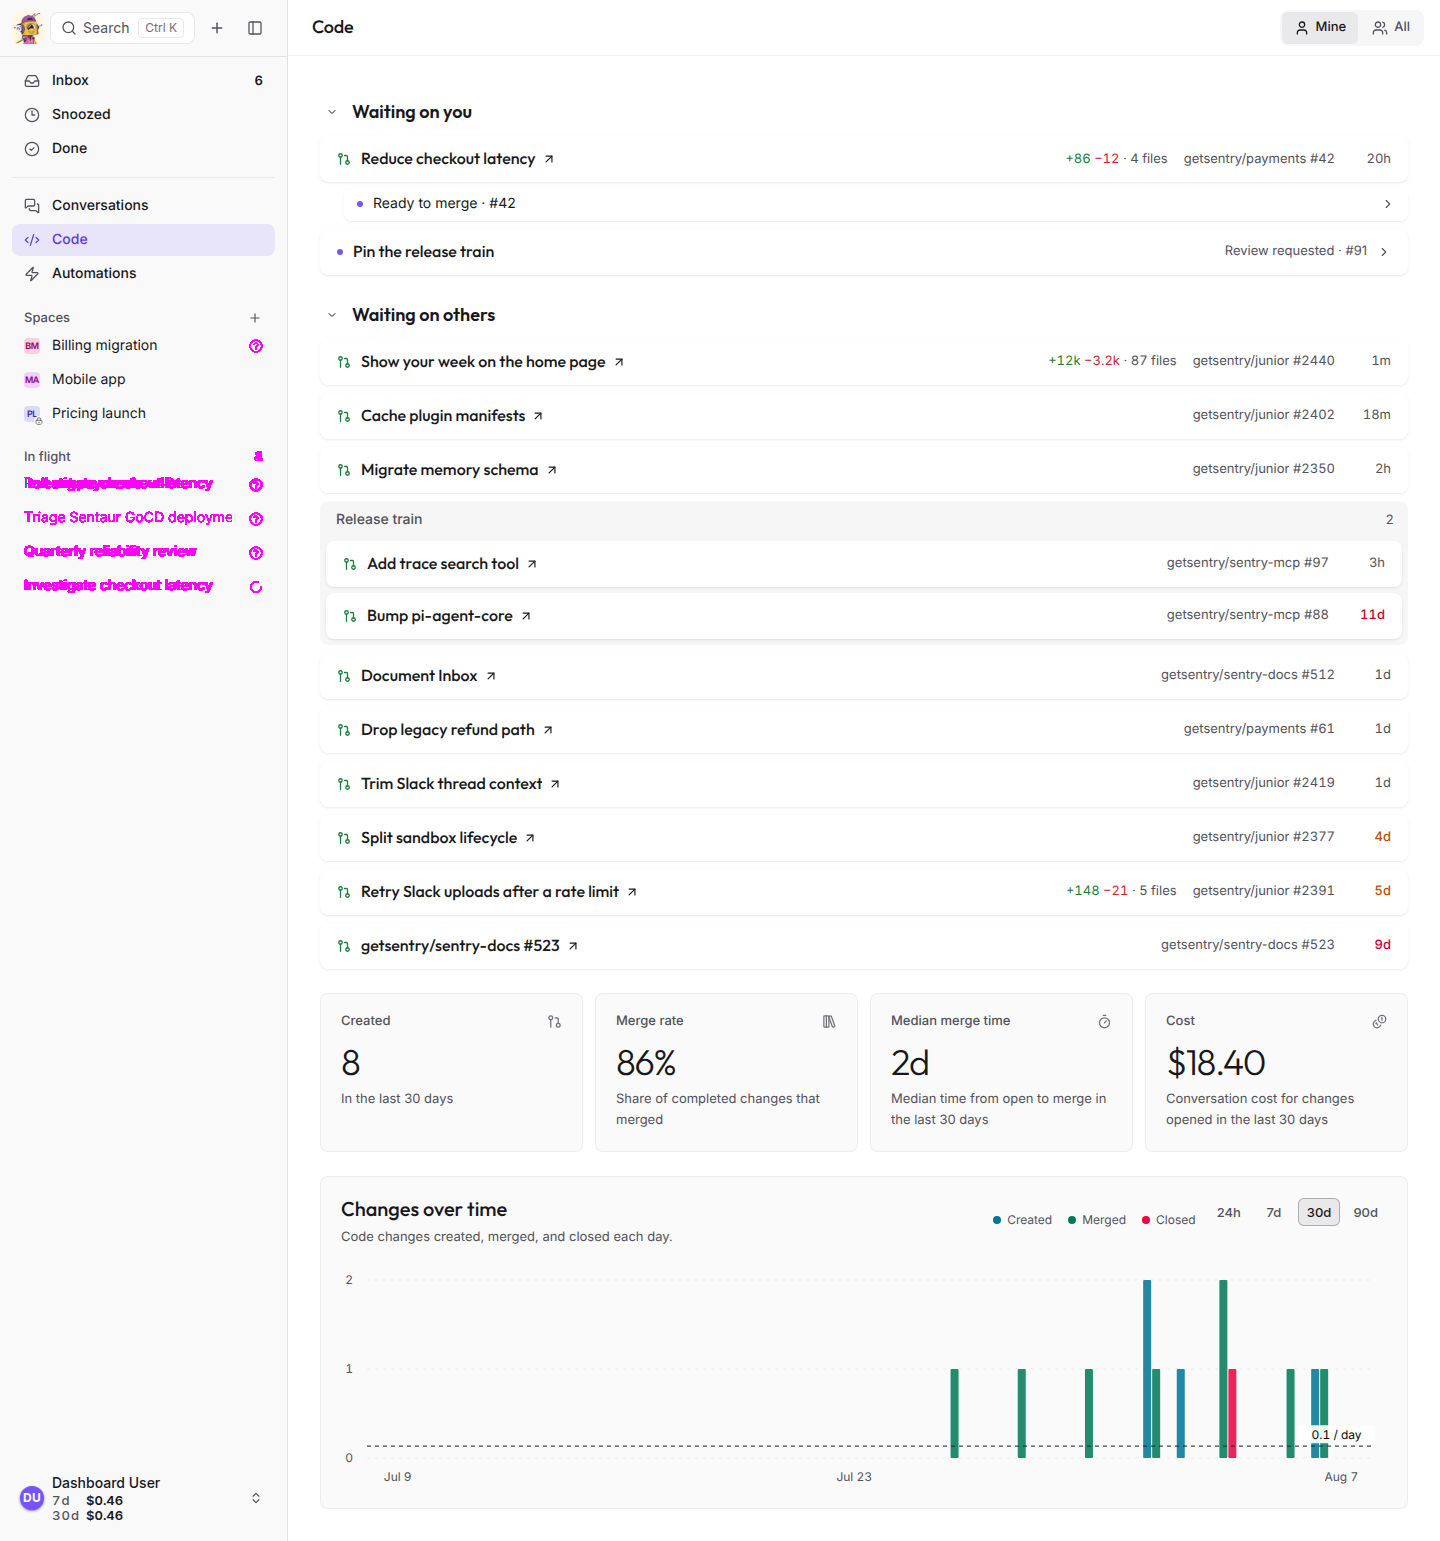 Search Ctrl K
Inbox 6
Snoozed
Done
Conversations
Code
Automations
Spaces
BM Billing migration
MA Mobile app
PL Pricing launch
In flight
Triage Sentaur GoCD deployme
Quarterly reliability review
Investigate checkout latency
DU Dashboard User
7d $0.46
30d $0.46
Code
Mine All
Waiting on you
Reduce checkout latency +86 −12 · 4 files getsentry/payments #42 20h
Ready to merge · #42
Pin the release train Review requested · #91
Waiting on others
Show your week on the home page +12k −3.2k · 87 files getsentry/junior #2440 1m
Cache plugin manifests getsentry/junior #2402 18m
Migrate memory schema getsentry/junior #2350 2h
Release train 2
Add trace search tool getsentry/sentry-mcp #97 3h
Bump pi-agent-core getsentry/sentry-mcp #88 11d
Document Inbox getsentry/sentry-docs #512 1d
Drop legacy refund path getsentry/payments #61 1d
Trim Slack thread context getsentry/junior #2419 1d
Split sandbox lifecycle getsentry/junior #2377 4d
Retry Slack uploads after a rate limit +148 −21 · 5 files getsentry/junior #2391 5d
getsentry/sentry-docs #523 getsentry/sentry-docs #523 9d
Created
8
In the last 30 days
Merge rate
86%
Share of completed changes that
merged
Median merge time
2d
Median time from open to merge in
the last 30 days
Cost
$18.40
Conversation cost for changes
opened in the last 30 days
Changes over time
Code changes created, merged, and closed each day.
Created Merged Closed 24h 7d 30d 90d
2
1
0
0.1 / day
Jul 9 Jul 23 Aug 7